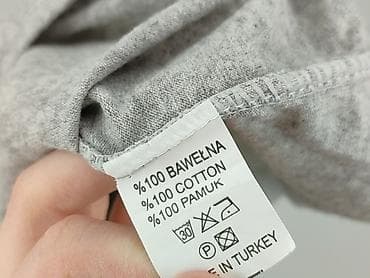 %100 BAWEŁNA
%100 COTTON
%100 PAMUK
30
P
IN TURKEY